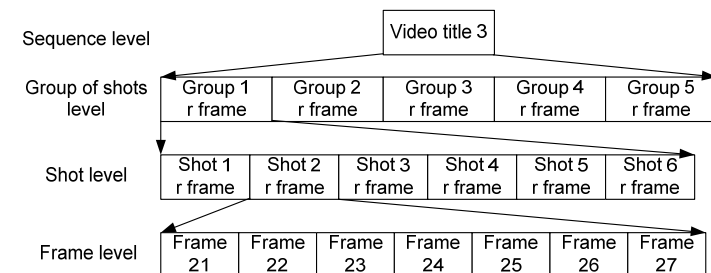 Sequence level
Video title 3
Group of shots
level
Group 1
r frame
Group 2
r frame
Group 3
r frame
Group 4
r frame
Group 5
r frame
Shot level
Shot 1
r frame
Shot 2
r frame
Shot 3
r frame
Shot 4
r frame
Shot 5
r frame
Shot 6
r frame
Frame level
Frame
21
Frame
22
Frame
23
Frame
24
Frame
25
Frame
26
Frame
27